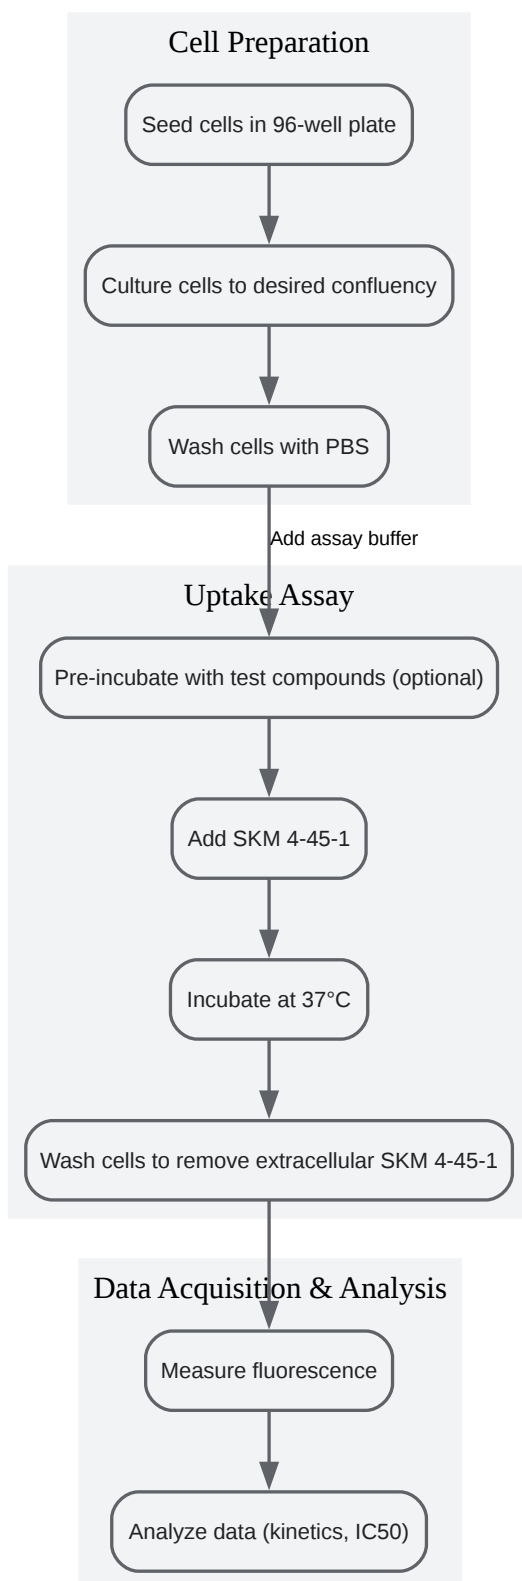 Cell Preparation
Seed cells in 96-well plate
Culture cells to desired confluency
Wash cells with PBS
Add assay buffer
Uptake Assay
Pre-incubate with test compounds (optional)
Add SKM 4-45-1
Incubate at 37°C
Wash cells to remove extracellular SKM 4-45-1
Data Acquisition & Analysis
Measure fluorescence
Analyze data (kinetics, IC50)